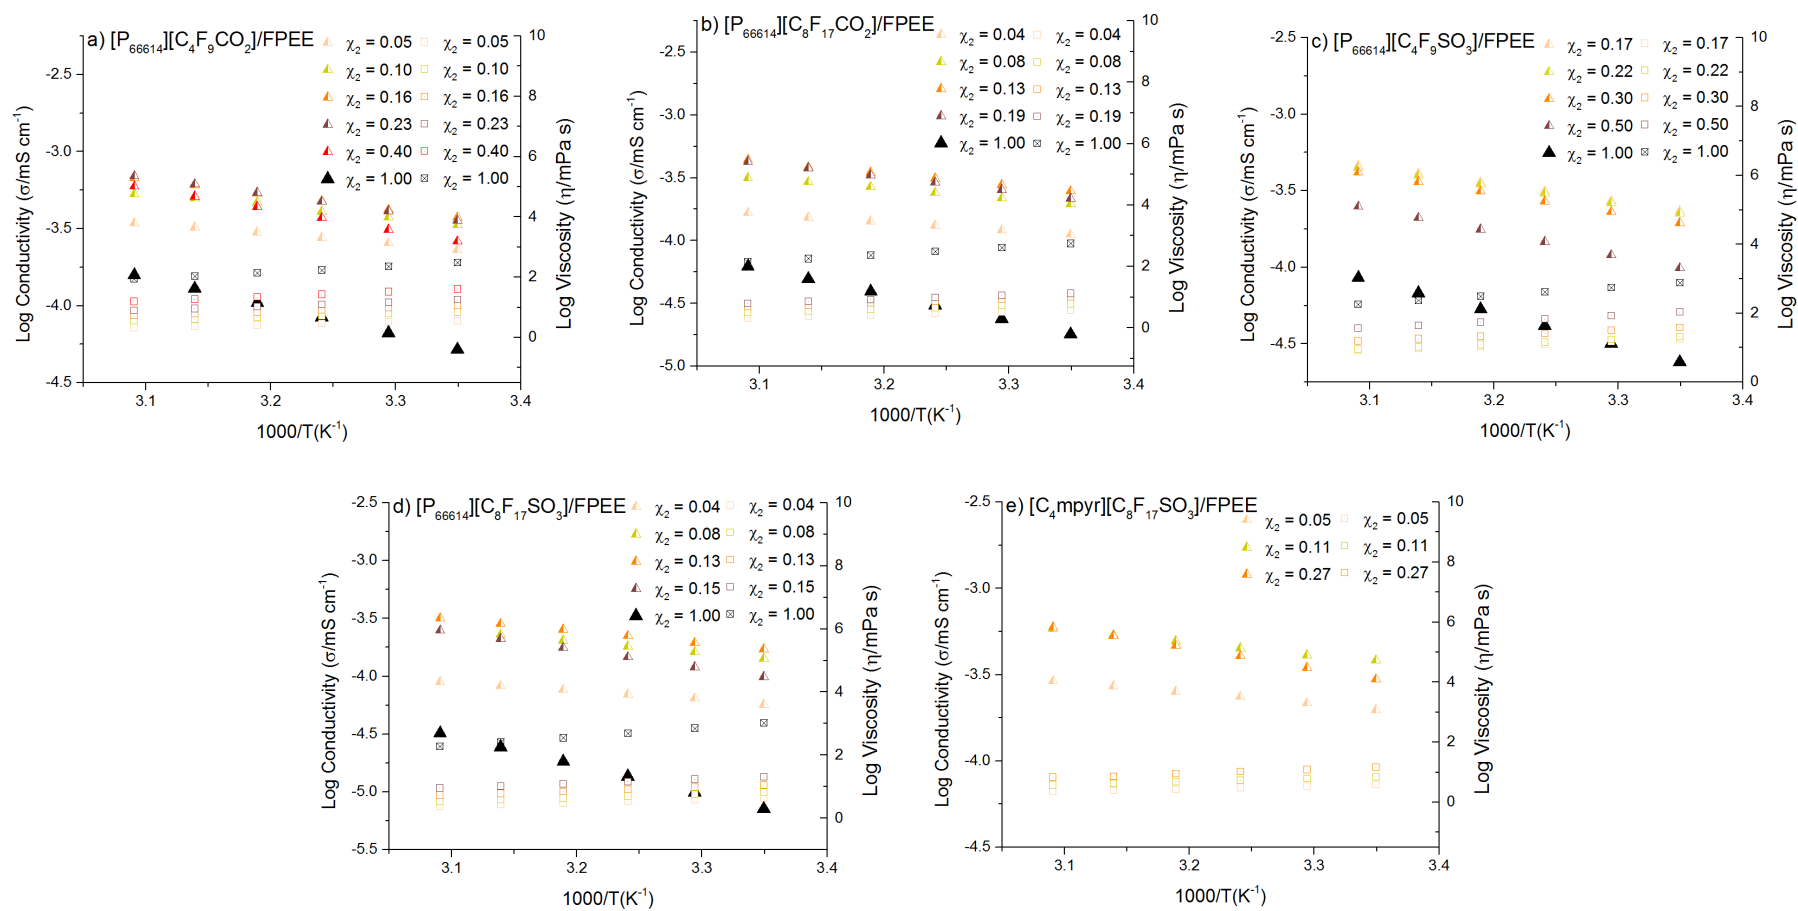 a) [P66614][C4F9CO2]/FPEE
χ2 = 0.05 χ2 = 0.05
χ2 = 0.10 χ2 = 0.10
χ2 = 0.16 χ2 = 0.16
χ2 = 0.23 χ2 = 0.23
χ2 = 0.40 χ2 = 0.40
χ2 = 1.00 χ2 = 1.00
Log Conductivity (σ/mS cm-1)
-2.5
-3.0
-3.5
-4.0
-4.5
Log Viscosity (η/mPa s)
10
8
6
4
2
0
3.1 3.2 3.3 3.4
1000/T(K-1)
b) [P66614][C8F17CO2]/FPEE
χ2 = 0.04 χ2 = 0.04
χ2 = 0.08 χ2 = 0.08
χ2 = 0.13 χ2 = 0.13
χ2 = 0.19 χ2 = 0.19
χ2 = 1.00 χ2 = 1.00
Log Conductivity (σ/mS cm-1)
-2.5
-3.0
-3.5
-4.0
-4.5
-5.0
Log Viscosity (η/mPa s)
10
8
6
4
2
0
3.1 3.2 3.3 3.4
1000/T(K-1)
c) [P66614][C4F9SO3]/FPEE
χ2 = 0.17 χ2 = 0.17
χ2 = 0.22 χ2 = 0.22
χ2 = 0.30 χ2 = 0.30
χ2 = 0.50 χ2 = 0.50
χ2 = 1.00 χ2 = 1.00
Log Conductivity (σ/mS cm-1)
-2.5
-3.0
-3.5
-4.0
-4.5
Log Viscosity (η/mPa s)
10
8
6
4
2
0
3.1 3.2 3.3 3.4
1000/T(K-1)
d) [P66614][C8F17SO3]/FPEE
χ2 = 0.04 χ2 = 0.04
χ2 = 0.08 χ2 = 0.08
χ2 = 0.13 χ2 = 0.13
χ2 = 0.15 χ2 = 0.15
χ2 = 1.00 χ2 = 1.00
Log Conductivity (σ/mS cm-1)
-2.5
-3.0
-3.5
-4.0
-4.5
-5.0
-5.5
Log Viscosity (η/mPa s)
10
8
6
4
2
0
3.1 3.2 3.3 3.4
1000/T(K-1)
e) [C4mpyr][C8F17SO3]/FPEE
χ2 = 0.05 χ2 = 0.05
χ2 = 0.11 χ2 = 0.11
χ2 = 0.27 χ2 = 0.27
Log Conductivity (σ/mS cm-1)
-2.5
-3.0
-3.5
-4.0
-4.5
Log Viscosity (η/mPa s)
10
8
6
4
2
0
3.1 3.2 3.3 3.4
1000/T(K-1)